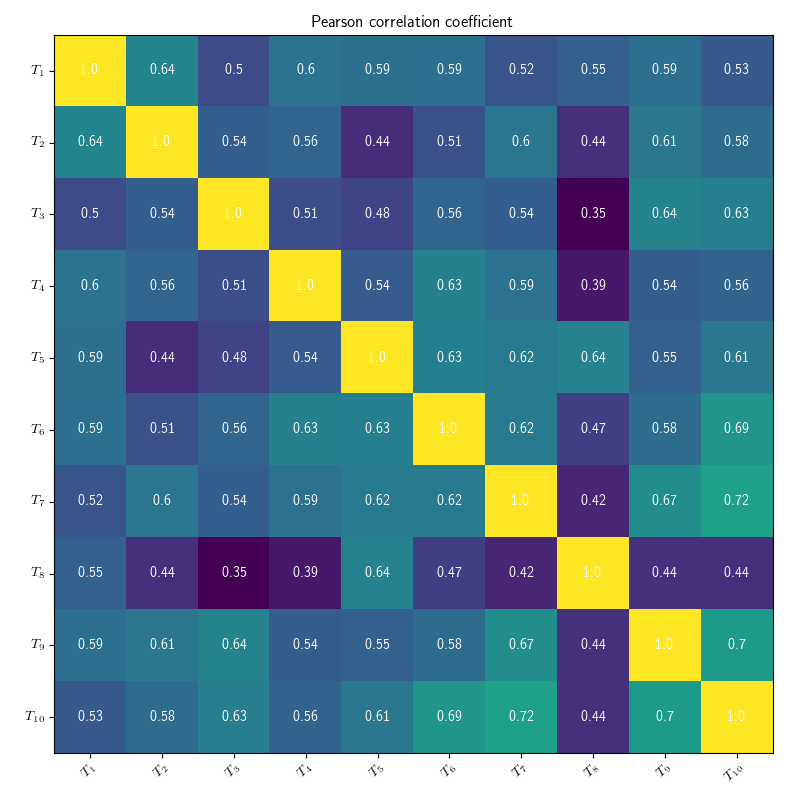 Pearson correlation coefficient
T₁ 1.0 0.64 0.5 0.6 0.59 0.59 0.52 0.55 0.59 0.53
T₂ 0.64 1.0 0.54 0.56 0.44 0.51 0.6 0.44 0.61 0.58
T₃ 0.5 0.54 1.0 0.51 0.48 0.56 0.54 0.35 0.64 0.63
T₄ 0.6 0.56 0.51 1.0 0.54 0.63 0.59 0.39 0.54 0.56
T₅ 0.59 0.44 0.48 0.54 1.0 0.63 0.62 0.64 0.55 0.61
T₆ 0.59 0.51 0.56 0.63 0.63 1.0 0.62 0.47 0.58 0.69
T₇ 0.52 0.6 0.54 0.59 0.62 0.62 1.0 0.42 0.67 0.72
T₈ 0.55 0.44 0.35 0.39 0.64 0.47 0.42 1.0 0.44 0.44
T₉ 0.59 0.61 0.64 0.54 0.55 0.58 0.67 0.44 1.0 0.7
T₁₀ 0.53 0.58 0.63 0.56 0.61 0.69 0.72 0.44 0.7 1.0
T₁ T₂ T₃ T₄ T₅ T₆ T₇ T₈ T₉ T₁₀